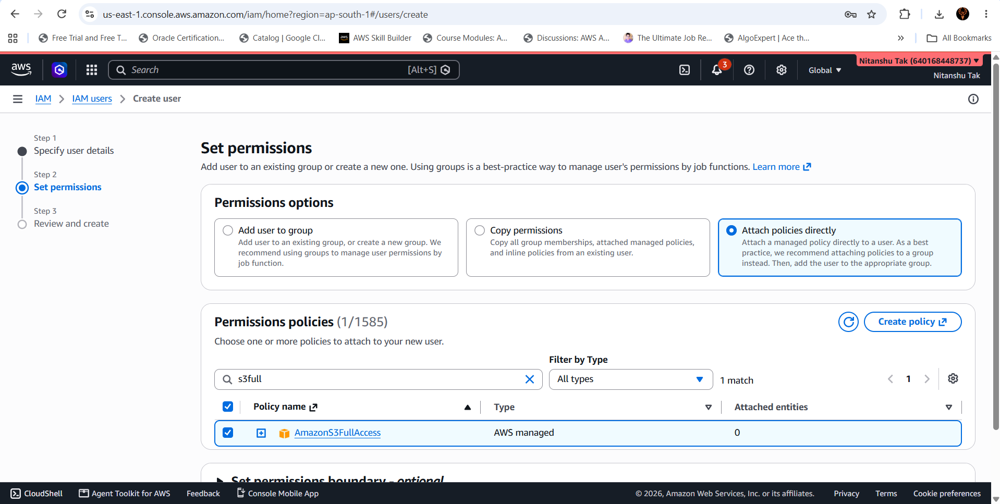 us-east-1.console.aws.amazon.com/iam/home?region=ap-south-1#/users/create
Free Trial and Free T...
Oracle Certification...
Catalog | Google Cl...
aws
AWS Skill Builder
Course Modules: A...
Discussions: AWS A...
The Ultimate Job Re...
AlgoExpert | Ace th...
»
All Bookmarks
aws
Search
[Alt+S]
3
Global
Nitanshu Tak (640168448737)
Nitanshu Tak
IAM
IAM users
Create user
Step 1
Specify user details
Step 2
Set permissions
Step 3
Review and create
Set permissions
Add user to an existing group or create a new one. Using groups is a best-practice way to manage user's permissions by job functions. Learn more
Permissions options
Add user to group
Add user to an existing group, or create a new group. We
recommend using groups to manage user permissions by
job function.
Copy permissions
Copy all group memberships, attached managed policies,
and inline policies from an existing user.
Attach policies directly
Attach a managed policy directly to a user. As a best
practice, we recommend attaching policies to a group
instead. Then, add the user to the appropriate group.
Permissions policies (1/1585)
Create policy
Choose one or more policies to attach to your new user.
Filter by Type
s3full
All types
1 match
1
Policy name
Type
Attached entities
AmazonS3FullAccess
AWS managed
0
Set permissions boundary - optional
CloudShell
Agent Toolkit for AWS
Feedback
Console Mobile App
© 2026, Amazon Web Services, Inc. or its affiliates.
Privacy
Terms
Cookie preferences